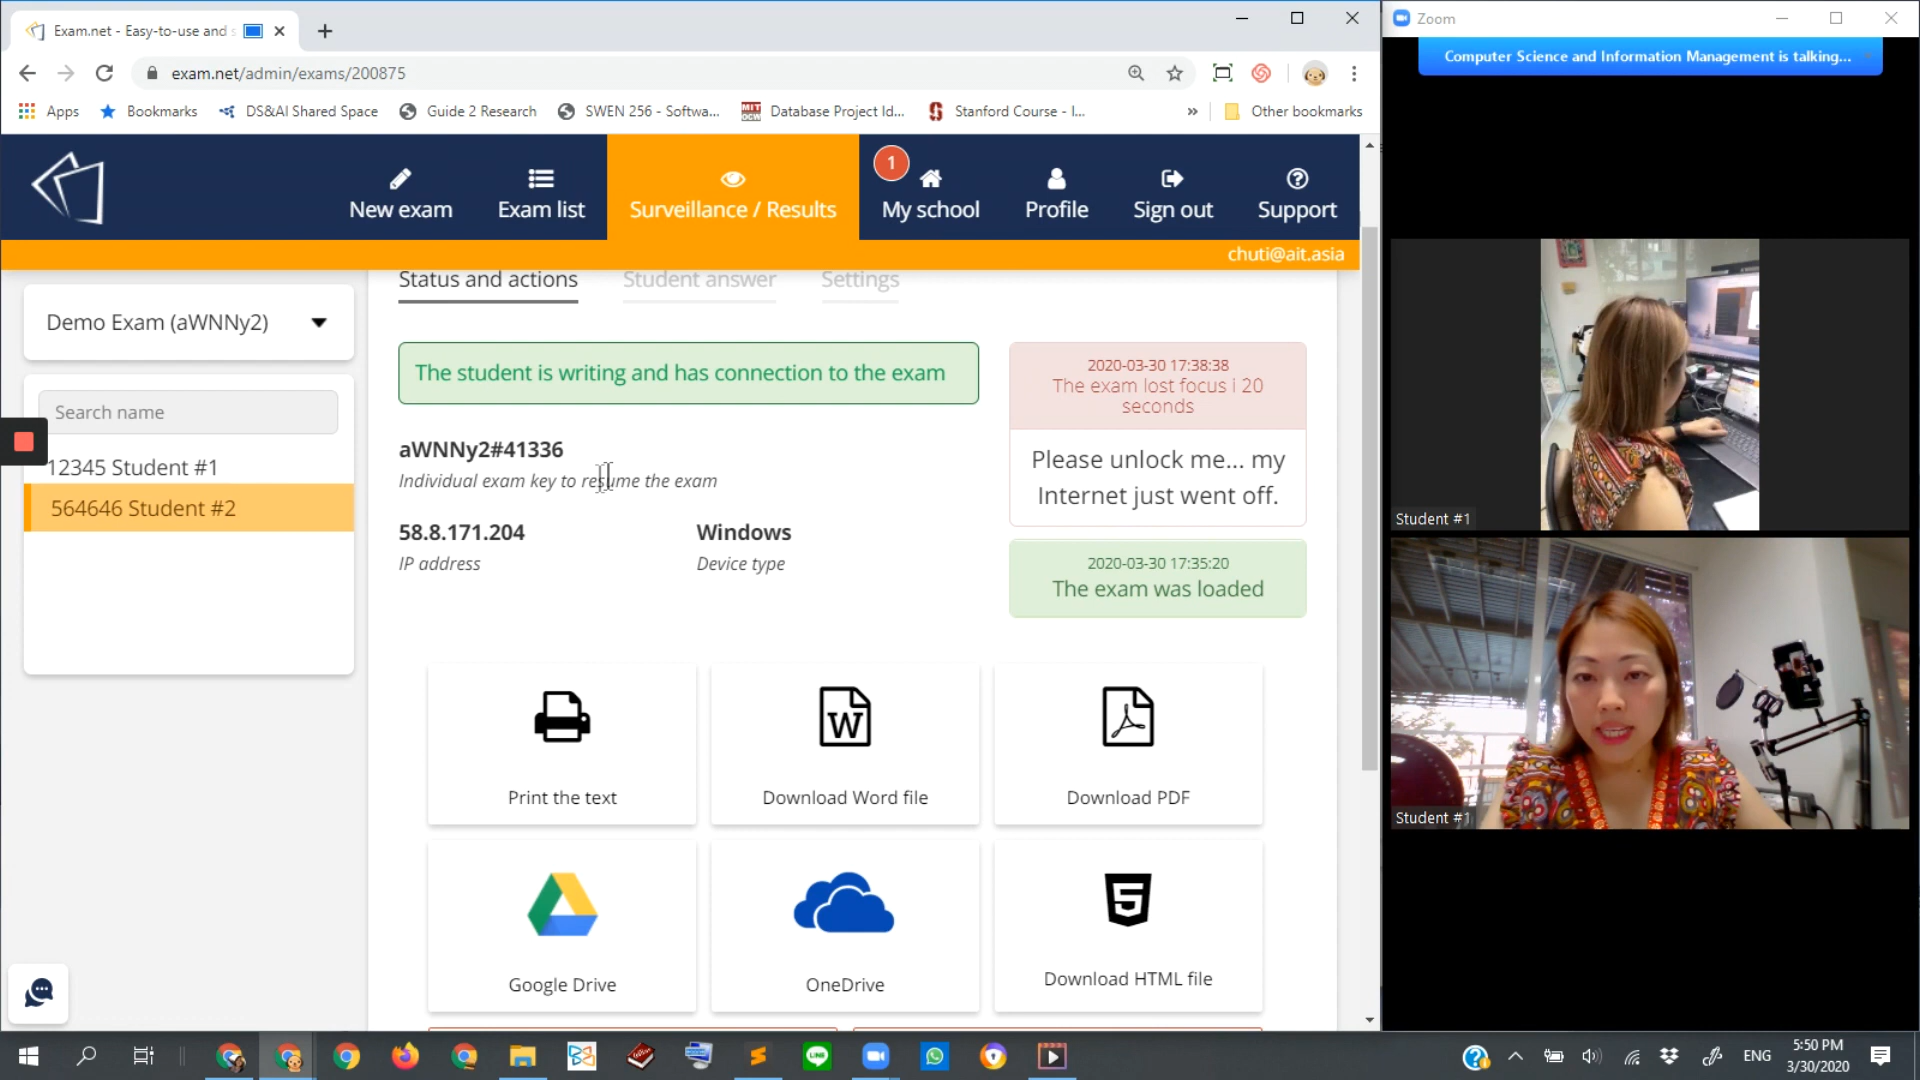 Exam.net - Easy-to-use and s
exam.net/admin/exams/200875
Apps
Bookmarks
DS&AI Shared Space
Guide 2 Research
SWEN 256 - Softwa...
MIT
Database Project Id...
Stanford Course - I...
»
Other bookmarks
New exam
Exam list
Surveillance / Results
1
My school
Profile
Sign out
Support
chuti@ait.asia
Demo Exam (aWNNy2)
Search name
12345 Student #1
564646 Student #2
Status and actions
Student answer
Settings
The student is writing and has connection to the exam
aWNNy2#41336
Individual exam key to resume the exam
58.8.171.204
IP address
Windows
Device type
2020-03-30 17:38:38
The exam lost focus i 20
seconds
Please unlock me... my
Internet just went off.
2020-03-30 17:35:20
The exam was loaded
Print the text
W
Download Word file
Download PDF
Google Drive
OneDrive
5
Download HTML file
Zoom
Computer Science and Information Management is talking...
Student #1
Student #1
LINE
ENG
5:50 PM
3/30/2020